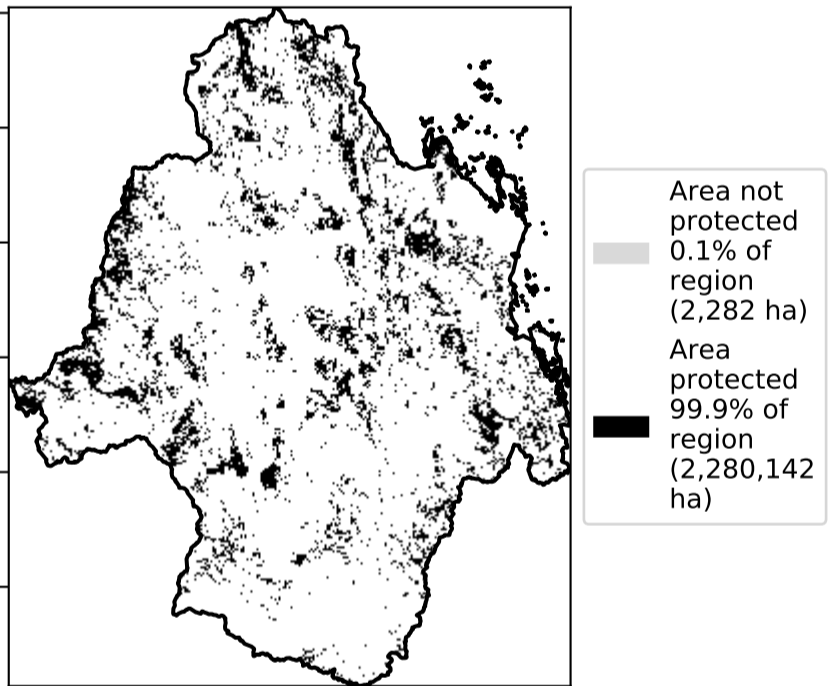 Area not
protected
0.1% of
region
(2,282 ha)
Area
protected
99.9% of
region
(2,280,142
ha)